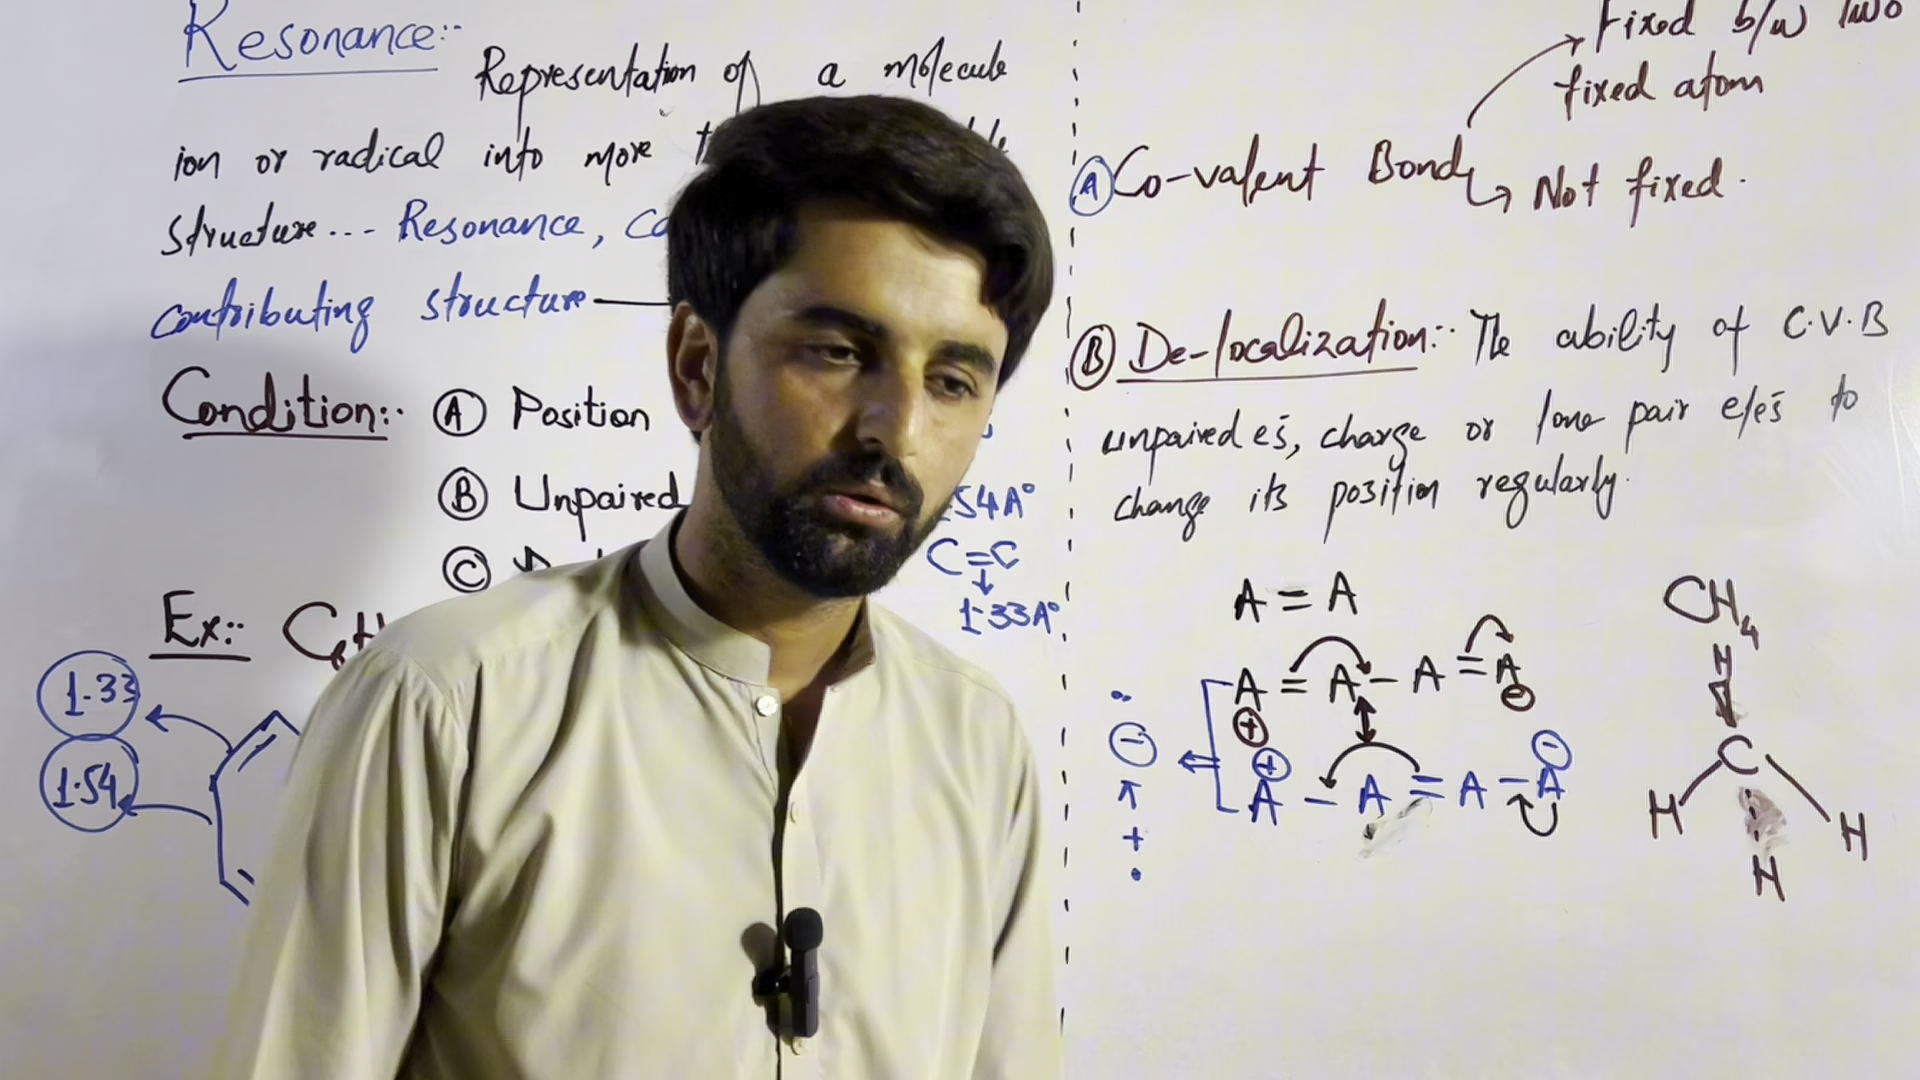 Resonance:-
Representation of a molecule
ion or radical into more
structure... Resonance,
contributing structure
Condition:- (A) Position
(B) Unpaired
(C)
54A°
C=C
↓
1.33A°
Ex:-
1.33
1.54
Fixed b/w two
fixed atom
(A) Co-valent Bond
Not fixed.
(B) De-localization:- The ability of C.V.B
unpaired es, charge or lone pair eles to
change its position regularly.
A = A
A = A - A = A
⊕ ⊖
⊕ ⊖
A - A = A - A
..
⊖
+
.
CH₄
H
C
H H
H